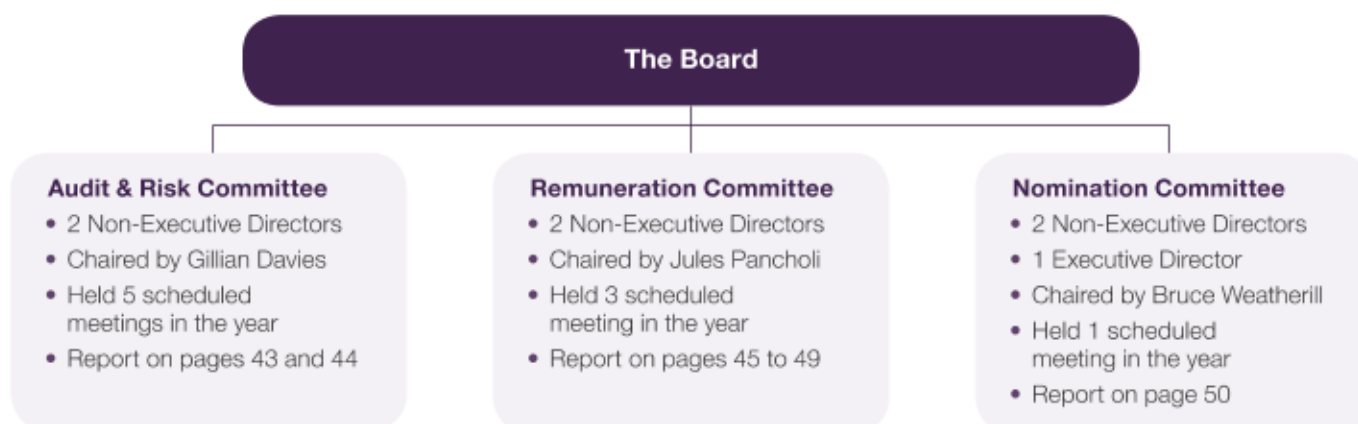 The Board
Audit & Risk Committee
• 2 Non-Executive Directors
• Chaired by Gillian Davies
• Held 5 scheduled
meetings in the year
• Report on pages 43 and 44
Remuneration Committee
• 2 Non-Executive Directors
• Chaired by Jules Pancholi
• Held 3 scheduled
meeting in the year
• Report on pages 45 to 49
Nomination Committee
• 2 Non-Executive Directors
• 1 Executive Director
• Chaired by Bruce Weatherill
• Held 1 scheduled
meeting in the year
• Report on page 50